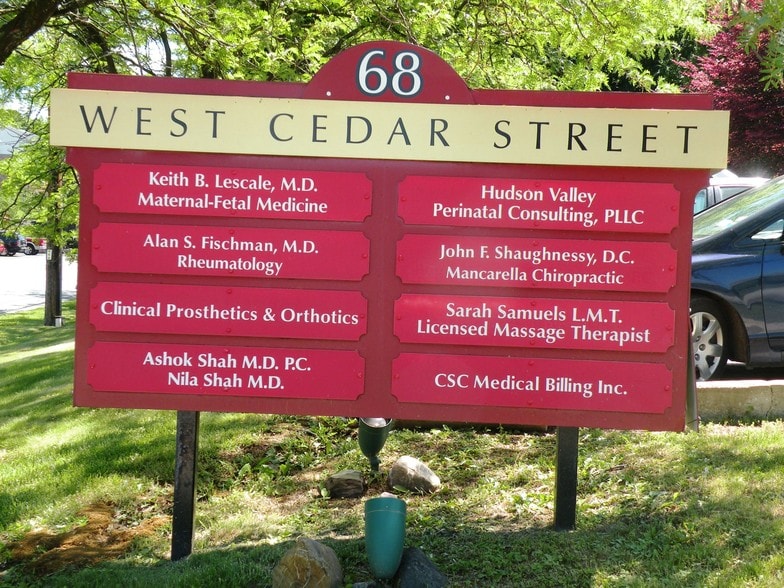 68
WEST CEDAR STREET
Keith B. Lescale, M.D.
Maternal-Fetal Medicine
Alan S. Fischman, M.D.
Rheumatology
Clinical Prosthetics & Orthotics
Ashok Shah M.D. P.C.
Nila Shah M.D.
Hudson Valley
Perinatal Consulting, PLLC
John F. Shaughnessy, D.C.
Mancarella Chiropractic
Sarah Samuels L.M.T.
Licensed Massage Therapist
CSC Medical Billing Inc.